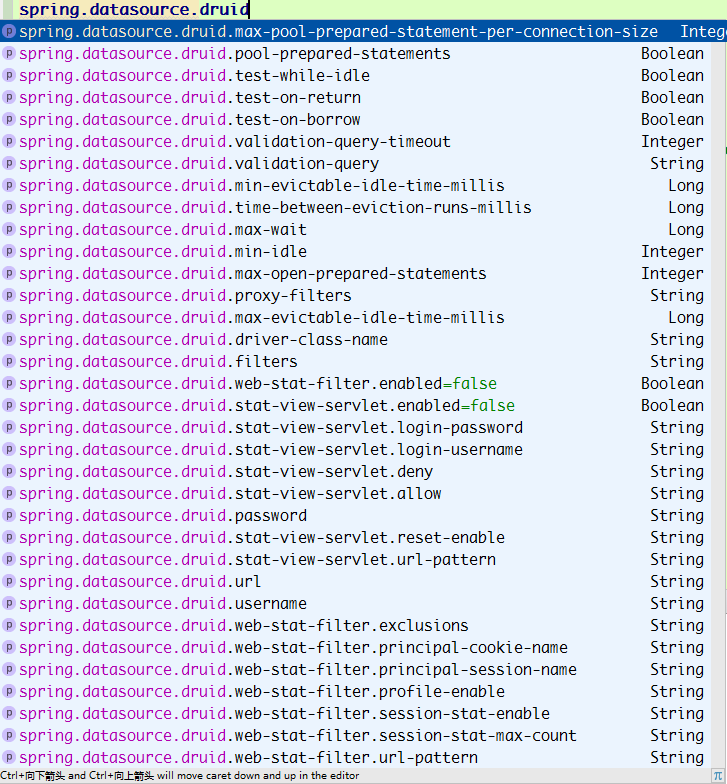 spring.datasource.druid
p spring.datasource.druid.max-pool-prepared-statement-per-connection-size Integ
p spring.datasource.druid.pool-prepared-statements Boolean
p spring.datasource.druid.test-while-idle Boolean
p spring.datasource.druid.test-on-return Boolean
p spring.datasource.druid.test-on-borrow Boolean
p spring.datasource.druid.validation-query-timeout Integer
p spring.datasource.druid.validation-query String
p spring.datasource.druid.min-evictable-idle-time-millis Long
p spring.datasource.druid.time-between-eviction-runs-millis Long
p spring.datasource.druid.max-wait Long
p spring.datasource.druid.min-idle Integer
p spring.datasource.druid.max-open-prepared-statements Integer
p spring.datasource.druid.proxy-filters String
p spring.datasource.druid.max-evictable-idle-time-millis Long
p spring.datasource.druid.driver-class-name String
p spring.datasource.druid.filters String
p spring.datasource.druid.web-stat-filter.enabled=false Boolean
p spring.datasource.druid.stat-view-servlet.enabled=false Boolean
p spring.datasource.druid.stat-view-servlet.login-password String
p spring.datasource.druid.stat-view-servlet.login-username String
p spring.datasource.druid.stat-view-servlet.deny String
p spring.datasource.druid.stat-view-servlet.allow String
p spring.datasource.druid.password String
p spring.datasource.druid.stat-view-servlet.reset-enable String
p spring.datasource.druid.stat-view-servlet.url-pattern String
p spring.datasource.druid.url String
p spring.datasource.druid.username String
p spring.datasource.druid.web-stat-filter.exclusions String
p spring.datasource.druid.web-stat-filter.principal-cookie-name String
p spring.datasource.druid.web-stat-filter.principal-session-name String
p spring.datasource.druid.web-stat-filter.profile-enable String
p spring.datasource.druid.web-stat-filter.session-stat-enable String
p spring.datasource.druid.web-stat-filter.session-stat-max-count String
p spring.datasource.druid.web-stat-filter.url-pattern String
Ctrl+向下箭头 and Ctrl+向上箭头 will move caret down and up in the editor π